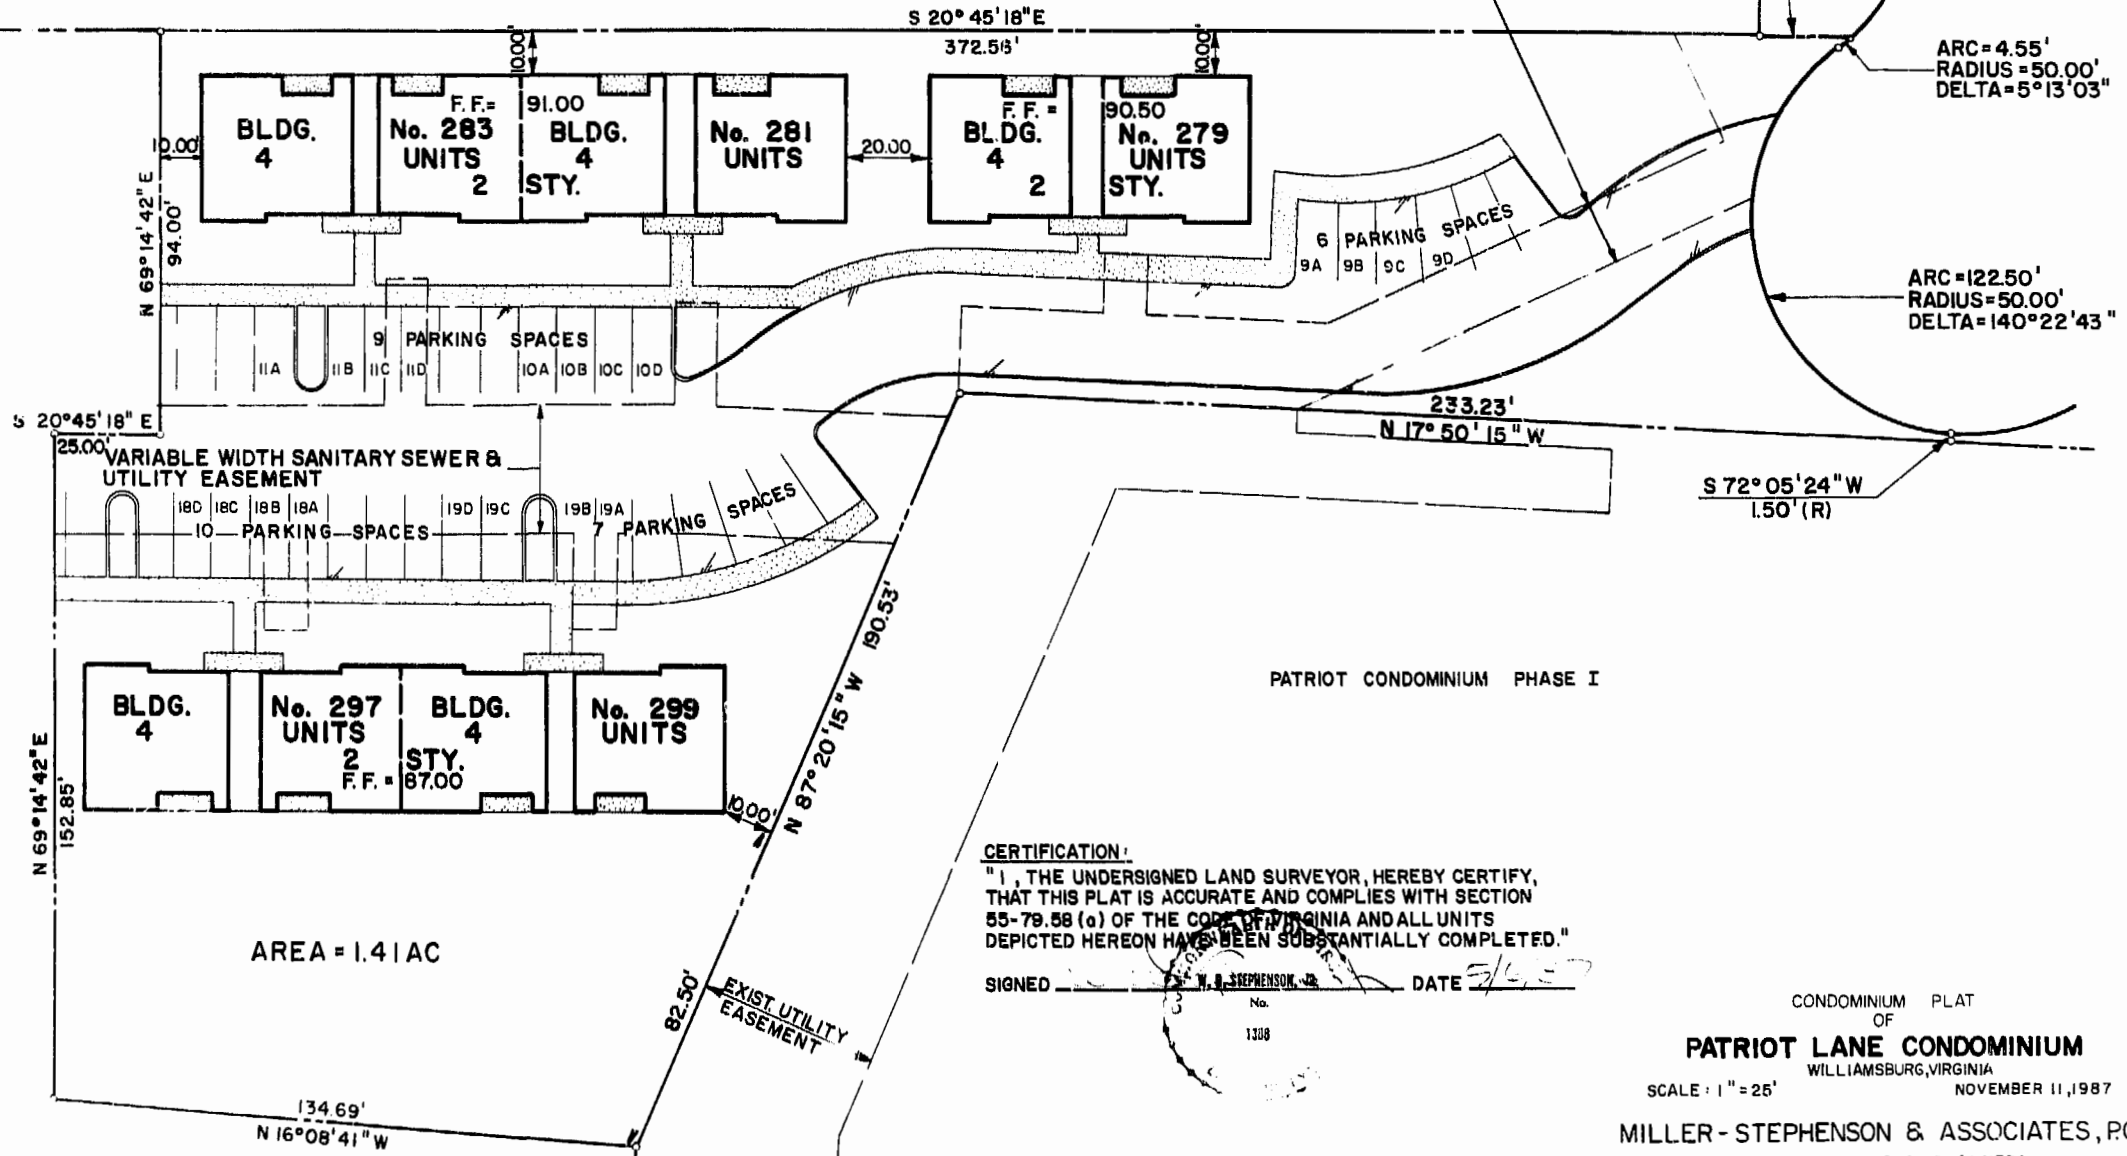 S 20° 45' 18" E
372.56'
10.00'
10.00'
ARC = 4.55'
RADIUS = 50.00'
DELTA = 5° 13' 03"
F. F. = 91.00
F. F. = 90.50
BLDG. No. 283
4 UNITS
BLDG. No. 281
4 UNITS
2 STY.
BLDG. No. 279
4 UNITS
2 STY.
10.00'
20.00
N 69° 14' 42" E
94.00'
6 PARKING SPACES
9A 9B 9C 9D
ARC = 122.50'
RADIUS = 50.00'
DELTA = 140° 22' 43"
9 PARKING SPACES
11A 11B 11C 11D 10A 10B 10C 10D
S 20° 45' 18" E
25.00'
233.23'
N 17° 50' 15" W
VARIABLE WIDTH SANITARY SEWER &
UTILITY EASEMENT
S 72° 05' 24" W
1.50' (R)
18D 18C 18B 18A 19D 19C 19B 19A
10 PARKING SPACES
7 PARKING SPACES
N 87° 20' 15" W 190.53'
PATRIOT CONDOMINIUM PHASE I
BLDG. No. 297
4 UNITS
BLDG. No. 299
4 UNITS
2 STY.
F. F. = 87.00
10.00'
N 69° 14' 42" E
152.85'
CERTIFICATION:
"I, THE UNDERSIGNED LAND SURVEYOR, HEREBY CERTIFY,
THAT THIS PLAT IS ACCURATE AND COMPLIES WITH SECTION
55-79.58 (a) OF THE CODE OF VIRGINIA AND ALL UNITS
DEPICTED HEREON HAVE BEEN SUBSTANTIALLY COMPLETED."
SIGNED DATE
W. B. STEPHENSON, JR.
No.
1308
AREA = 1.41 AC
82.50'
EXIST. UTILITY
EASEMENT
134.69'
N 16° 08' 41" W
CONDOMINIUM PLAT
OF
PATRIOT LANE CONDOMINIUM
WILLIAMSBURG, VIRGINIA
SCALE : 1" = 25' NOVEMBER 11, 1987
MILLER - STEPHENSON & ASSOCIATES, P.C